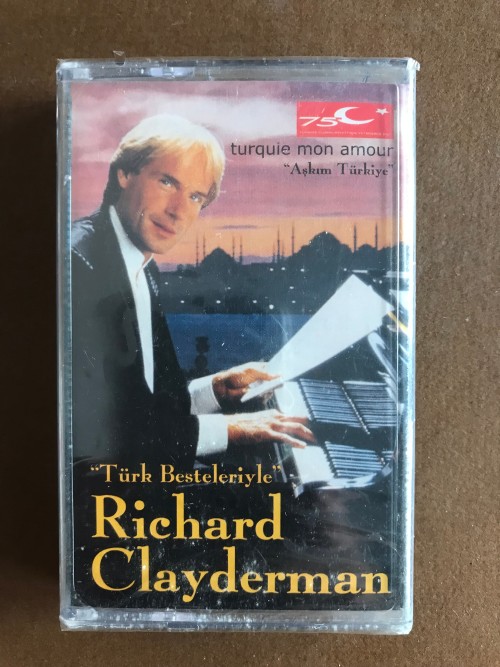 75
turquie mon amour
“Aşkım Türkiye”
“Türk Besteleriyle”
Richard
Clayderman